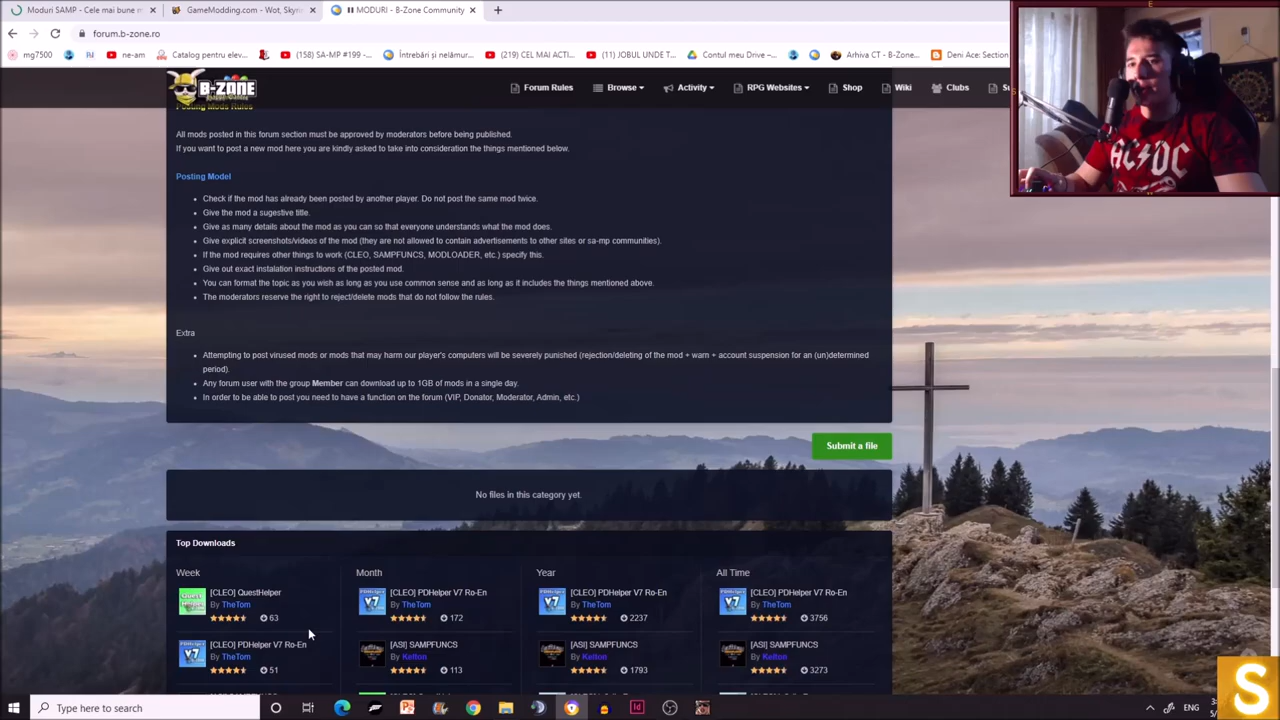 Moduri SAMP - Cele mai bune m
GameModding.com - Wot, Skyri
MODURI - B-Zone Community
forum.b-zone.ro
mg7500
ne-am
Catalog pentru elev...
(158) SA-MP #199 -...
Întrebări și nelămur...
(219) CEL MAI ACTI...
(11) JOBUL UNDE T...
Contul meu Drive –...
Arhiva CT - B-Zone...
Deni Ace: Section
B-ZONE
Forum Rules
Browse
Activity
RPG Websites
Shop
Wiki
Clubs
Posting Mods Rules
All mods posted in this forum section must be approved by moderators before being published.
If you want to post a new mod here you are kindly asked to take into consideration the things mentioned below.
Posting Model
Check if the mod has already been posted by another player. Do not post the same mod twice.
Give the mod a sugestive title.
Give as many details about the mod as you can so that everyone understands what the mod does.
Give explicit screenshots/videos of the mod (they are not allowed to contain advertisements to other sites or sa-mp communities).
If the mod requires other things to work (CLEO, SAMPFUNCS, MODLOADER, etc.) specify this.
Give out exact instalation instructions of the posted mod.
You can format the topic as you wish as long as you use common sense and as long as it includes the things mentioned above.
The moderators reserve the right to reject/delete mods that do not follow the rules.
Extra
Attempting to post virused mods or mods that may harm our player's computers will be severely punished (rejection/deleting of the mod + warn + account suspension for an (un)determined
period).
Any forum user with the group Member can download up to 1GB of mods in a single day.
In order to be able to post you need to have a function on the forum (VIP, Donator, Moderator, Admin, etc.)
Submit a file
No files in this category yet.
Top Downloads
Week
[CLEO] QuestHelper
By TheTom
63
[CLEO] PDHelper V7 Ro-En
By TheTom
51
Month
[CLEO] PDHelper V7 Ro-En
By TheTom
172
[ASI] SAMPFUNCS
By Kelton
113
Year
[CLEO] PDHelper V7 Ro-En
By TheTom
2237
[ASI] SAMPFUNCS
By Kelton
1793
All Time
[CLEO] PDHelper V7 Ro-En
By TheTom
3756
[ASI] SAMPFUNCS
By Kelton
3273
AC/DC
Type here to search
ENG
S